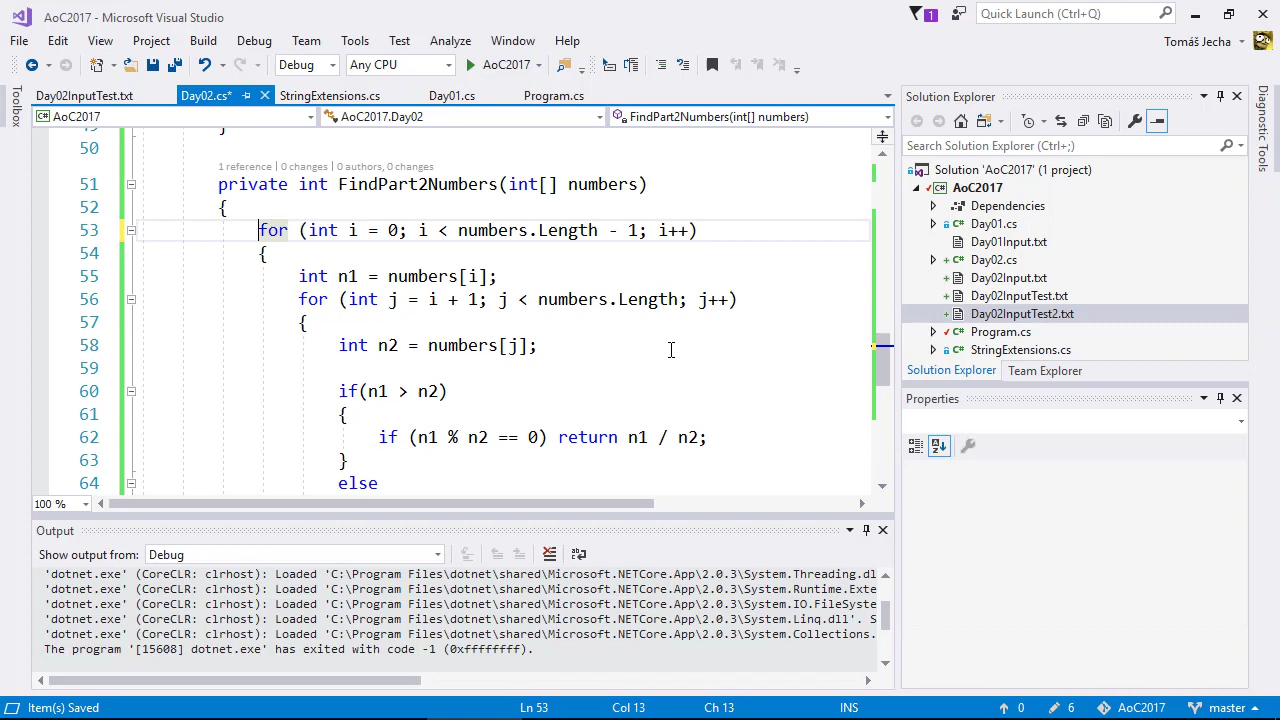 AoC2017 - Microsoft Visual Studio
1
Quick Launch (Ctrl+Q)
File Edit View Project Build Debug Team Tools Test Analyze Window Help
Tomáš Jecha
Debug Any CPU AoC2017
Toolbox
Day02InputTest.txt Day02.cs* StringExtensions.cs Day01.cs Program.cs
AoC2017 AoC2017.Day02 FindPart2Numbers(int[] numbers)
49 }
50
1 reference | 0 changes | 0 authors, 0 changes
51 private int FindPart2Numbers(int[] numbers)
52 {
53 for (int i = 0; i < numbers.Length - 1; i++)
54 {
55 int n1 = numbers[i];
56 for (int j = i + 1; j < numbers.Length; j++)
57 {
58 int n2 = numbers[j];
59
60 if(n1 > n2)
61 {
62 if (n1 % n2 == 0) return n1 / n2;
63 }
64 else
100 %
Output
Show output from: Debug
'dotnet.exe' (CoreCLR: clrhost): Loaded 'C:\Program Files\dotnet\shared\Microsoft.NETCore.App\2.0.3\System.Threading.dl
'dotnet.exe' (CoreCLR: clrhost): Loaded 'C:\Program Files\dotnet\shared\Microsoft.NETCore.App\2.0.3\System.Runtime.Exte
'dotnet.exe' (CoreCLR: clrhost): Loaded 'C:\Program Files\dotnet\shared\Microsoft.NETCore.App\2.0.3\System.IO.FileSyste
'dotnet.exe' (CoreCLR: clrhost): Loaded 'C:\Program Files\dotnet\shared\Microsoft.NETCore.App\2.0.3\System.Linq.dll'. S
'dotnet.exe' (CoreCLR: clrhost): Loaded 'C:\Program Files\dotnet\shared\Microsoft.NETCore.App\2.0.3\System.Collections.
The program '[15608] dotnet.exe' has exited with code -1 (0xffffffff).
Solution Explorer
Search Solution Explorer (Ctrl+;)
Solution 'AoC2017' (1 project)
AoC2017
Dependencies
Day01.cs
Day01Input.txt
Day02.cs
Day02Input.txt
Day02InputTest.txt
Day02InputTest2.txt
Program.cs
StringExtensions.cs
Solution Explorer Team Explorer
Properties
Diagnostic Tools
Item(s) Saved Ln 53 Col 13 Ch 13 INS 0 6 AoC2017 master